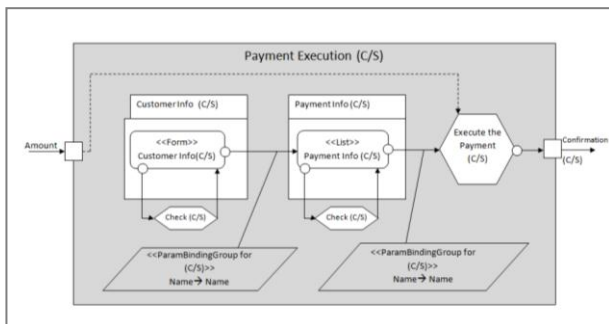 Payment Execution (C/S)
Customer Info (C/S)
Payment Info (C/S)
Amount
<<Form>>
Customer Info(C/S)
<<List>>
Payment Info (C/S)
Execute the
Payment
(C/S)
Confirmation
(C/S)
Check (C/S)
Check (C/S)
<<ParamBindingGroup for
(C/S)>>
Name→ Name
<<ParamBindingGroup for
(C/S)>>
Name→ Name